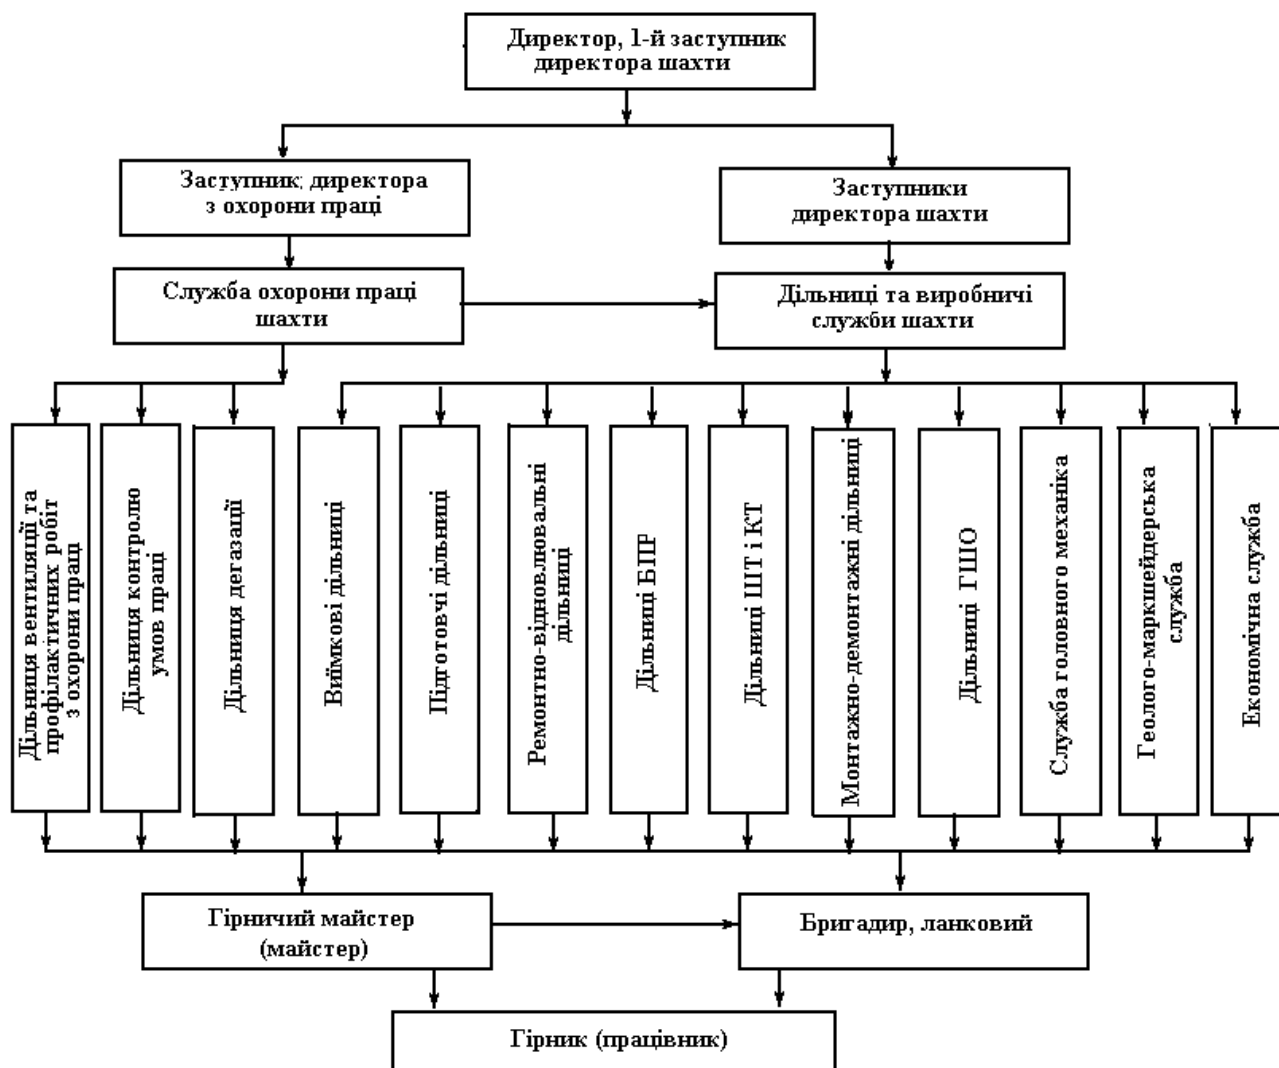 Директор, 1-й заступник
директора шахти
Заступник; директора
з охорони праці
Заступники
директора шахти
Служба охорони праці
шахти
Дільниці та виробничі
служби шахти
Дільниця вентиляції та
профілактичних робіт
з охорони праці
Дільниця контролю
умов праці
Дільниця дегазації
Виїмкові дільниці
Підготовчі дільниці
Ремонтно-відновлювальні
дільниці
Дільниці БПР
Дільниці ШТ і КТ
Монтажно-демонтажні дільниці
Дільниці ГШО
Служба головного механіка
Геолого-маркшейдерська
служба
Економічна служба
Гірничий майстер
(майстер)
Бригадир, ланковий
Гірник (працівник)